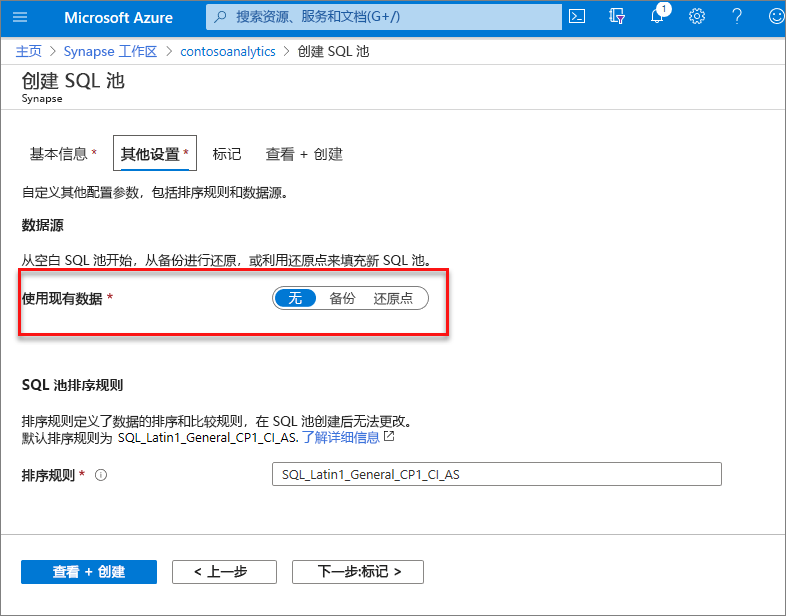 Microsoft Azure
搜索资源、服务和文档(G+/)
1
主页 > Synapse 工作区 > contosoanalytics > 创建 SQL 池
创建 SQL 池
Synapse
基本信息 * 其他设置 * 标记 查看 + 创建
自定义其他配置参数，包括排序规则和数据源。
数据源
从空白 SQL 池开始，从备份进行还原，或利用还原点来填充新 SQL 池。
使用现有数据 * 无 备份 还原点
SQL 池排序规则
排序规则定义了数据的排序和比较规则，在 SQL 池创建后无法更改。
默认排序规则为 SQL_Latin1_General_CP1_CI_AS. 了解详细信息
排序规则 * SQL_Latin1_General_CP1_CI_AS
查看 + 创建 < 上一步 下一步:标记 >